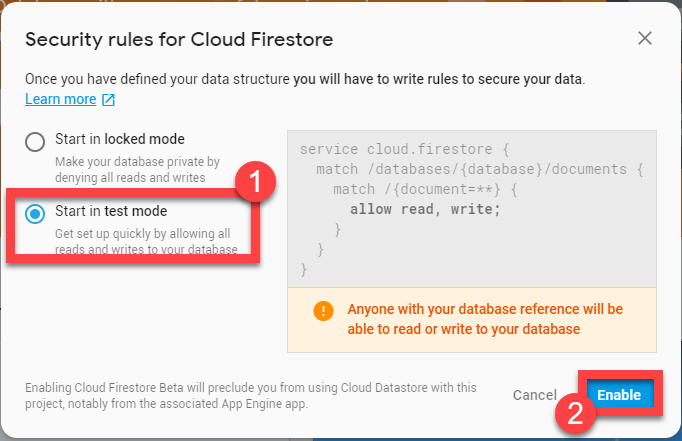 Security rules for Cloud Firestore
Once you have defined your data structure you will have to write rules to secure your data.
Learn more
Start in locked mode
Make your database private by
denying all reads and writes
1
Start in test mode
Get set up quickly by allowing all
reads and writes to your database
service cloud.firestore {
match /databases/{database}/documents {
match /{document=**} {
allow read, write;
}
}
}
! Anyone with your database reference will be
able to read or write to your database
Enabling Cloud Firestore Beta will preclude you from using Cloud Datastore with this
project, notably from the associated App Engine app.
Cancel
2
Enable